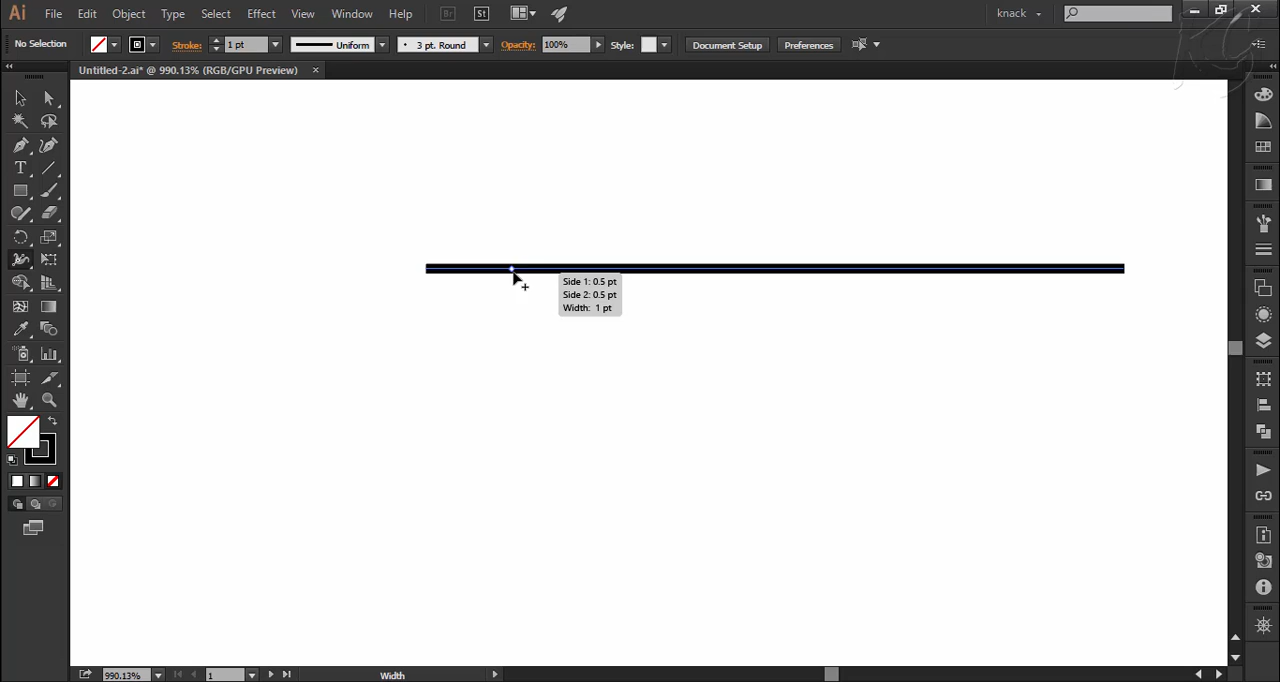 Ai File Edit Object Type Select Effect View Window Help Br St knack
No Selection Stroke: 1 pt Uniform 3 pt. Round Opacity: 100% Style: Document Setup Preferences
Untitled-2.ai* @ 990.13% (RGB/GPU Preview) ×
T
Side 1: 0.5 pt
Side 2: 0.5 pt
Width: 1 pt
990.13% 1 Width